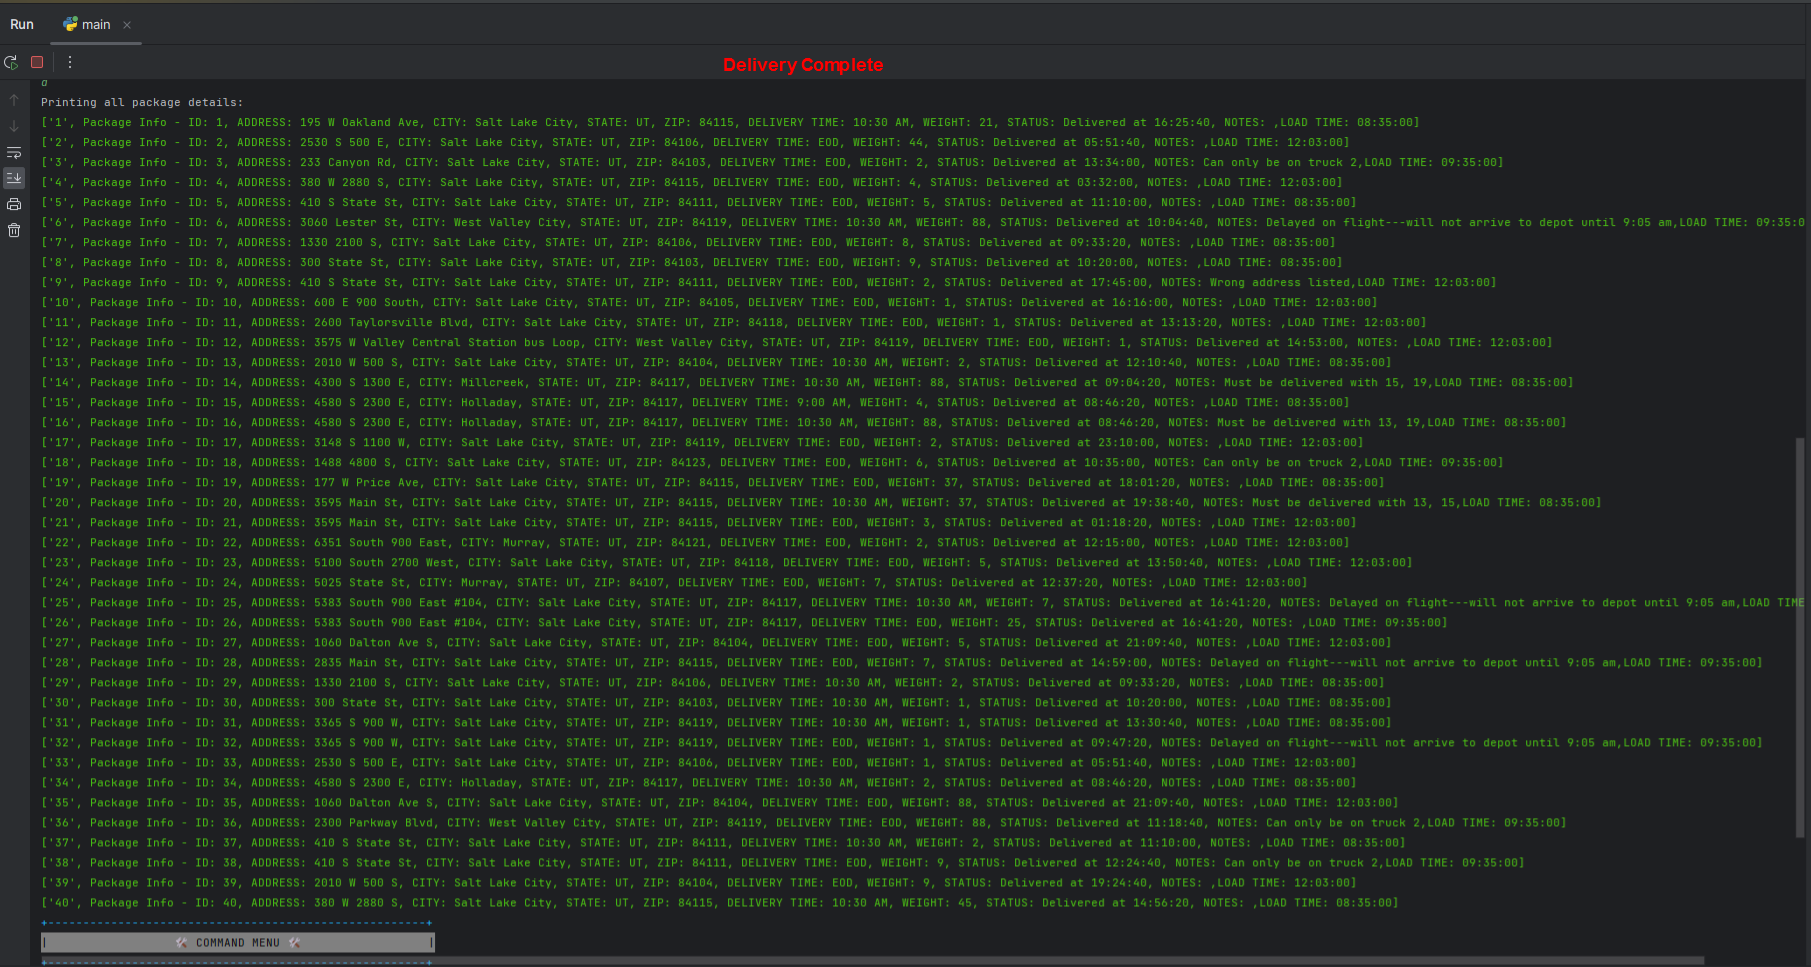 Run main
Delivery Complete
d
Printing all package details:
['1', Package Info - ID: 1, ADDRESS: 195 W Oakland Ave, CITY: Salt Lake City, STATE: UT, ZIP: 84115, DELIVERY TIME: 10:30 AM, WEIGHT: 21, STATUS: Delivered at 16:25:40, NOTES: ,LOAD TIME: 08:35:00]
['2', Package Info - ID: 2, ADDRESS: 2530 S 500 E, CITY: Salt Lake City, STATE: UT, ZIP: 84106, DELIVERY TIME: EOD, WEIGHT: 44, STATUS: Delivered at 05:51:40, NOTES: ,LOAD TIME: 12:03:00]
['3', Package Info - ID: 3, ADDRESS: 233 Canyon Rd, CITY: Salt Lake City, STATE: UT, ZIP: 84103, DELIVERY TIME: EOD, WEIGHT: 2, STATUS: Delivered at 13:34:00, NOTES: Can only be on truck 2,LOAD TIME: 09:35:00]
['4', Package Info - ID: 4, ADDRESS: 380 W 2880 S, CITY: Salt Lake City, STATE: UT, ZIP: 84115, DELIVERY TIME: EOD, WEIGHT: 4, STATUS: Delivered at 03:32:00, NOTES: ,LOAD TIME: 12:03:00]
['5', Package Info - ID: 5, ADDRESS: 410 S State St, CITY: Salt Lake City, STATE: UT, ZIP: 84111, DELIVERY TIME: EOD, WEIGHT: 5, STATUS: Delivered at 11:10:00, NOTES: ,LOAD TIME: 08:35:00]
['6', Package Info - ID: 6, ADDRESS: 3060 Lester St, CITY: West Valley City, STATE: UT, ZIP: 84119, DELIVERY TIME: 10:30 AM, WEIGHT: 88, STATUS: Delivered at 10:04:40, NOTES: Delayed on flight---will not arrive to depot until 9:05 am,LOAD TIME: 09:35:0
['7', Package Info - ID: 7, ADDRESS: 1330 2100 S, CITY: Salt Lake City, STATE: UT, ZIP: 84106, DELIVERY TIME: EOD, WEIGHT: 8, STATUS: Delivered at 09:33:20, NOTES: ,LOAD TIME: 08:35:00]
['8', Package Info - ID: 8, ADDRESS: 300 State St, CITY: Salt Lake City, STATE: UT, ZIP: 84103, DELIVERY TIME: EOD, WEIGHT: 9, STATUS: Delivered at 10:20:00, NOTES: ,LOAD TIME: 08:35:00]
['9', Package Info - ID: 9, ADDRESS: 410 S State St, CITY: Salt Lake City, STATE: UT, ZIP: 84111, DELIVERY TIME: EOD, WEIGHT: 2, STATUS: Delivered at 17:45:00, NOTES: Wrong address listed,LOAD TIME: 12:03:00]
['10', Package Info - ID: 10, ADDRESS: 600 E 900 South, CITY: Salt Lake City, STATE: UT, ZIP: 84105, DELIVERY TIME: EOD, WEIGHT: 1, STATUS: Delivered at 16:16:00, NOTES: ,LOAD TIME: 12:03:00]
['11', Package Info - ID: 11, ADDRESS: 2600 Taylorsville Blvd, CITY: Salt Lake City, STATE: UT, ZIP: 84118, DELIVERY TIME: EOD, WEIGHT: 1, STATUS: Delivered at 13:13:20, NOTES: ,LOAD TIME: 12:03:00]
['12', Package Info - ID: 12, ADDRESS: 3575 W Valley Central Station bus Loop, CITY: West Valley City, STATE: UT, ZIP: 84119, DELIVERY TIME: EOD, WEIGHT: 1, STATUS: Delivered at 14:53:00, NOTES: ,LOAD TIME: 12:03:00]
['13', Package Info - ID: 13, ADDRESS: 2010 W 500 S, CITY: Salt Lake City, STATE: UT, ZIP: 84104, DELIVERY TIME: 10:30 AM, WEIGHT: 2, STATUS: Delivered at 12:10:40, NOTES: ,LOAD TIME: 08:35:00]
['14', Package Info - ID: 14, ADDRESS: 4300 S 1300 E, CITY: Millcreek, STATE: UT, ZIP: 84117, DELIVERY TIME: 10:30 AM, WEIGHT: 88, STATUS: Delivered at 09:04:20, NOTES: Must be delivered with 15, 19,LOAD TIME: 08:35:00]
['15', Package Info - ID: 15, ADDRESS: 4580 S 2300 E, CITY: Holladay, STATE: UT, ZIP: 84117, DELIVERY TIME: 9:00 AM, WEIGHT: 4, STATUS: Delivered at 08:46:20, NOTES: ,LOAD TIME: 08:35:00]
['16', Package Info - ID: 16, ADDRESS: 4580 S 2300 E, CITY: Holladay, STATE: UT, ZIP: 84117, DELIVERY TIME: 10:30 AM, WEIGHT: 88, STATUS: Delivered at 08:46:20, NOTES: Must be delivered with 13, 19,LOAD TIME: 08:35:00]
['17', Package Info - ID: 17, ADDRESS: 3148 S 1100 W, CITY: Salt Lake City, STATE: UT, ZIP: 84119, DELIVERY TIME: EOD, WEIGHT: 2, STATUS: Delivered at 23:10:00, NOTES: ,LOAD TIME: 12:03:00]
['18', Package Info - ID: 18, ADDRESS: 1488 4800 S, CITY: Salt Lake City, STATE: UT, ZIP: 84123, DELIVERY TIME: EOD, WEIGHT: 6, STATUS: Delivered at 10:35:00, NOTES: Can only be on truck 2,LOAD TIME: 09:35:00]
['19', Package Info - ID: 19, ADDRESS: 177 W Price Ave, CITY: Salt Lake City, STATE: UT, ZIP: 84115, DELIVERY TIME: EOD, WEIGHT: 37, STATUS: Delivered at 18:01:20, NOTES: ,LOAD TIME: 08:35:00]
['20', Package Info - ID: 20, ADDRESS: 3595 Main St, CITY: Salt Lake City, STATE: UT, ZIP: 84115, DELIVERY TIME: 10:30 AM, WEIGHT: 37, STATUS: Delivered at 19:38:40, NOTES: Must be delivered with 13, 15,LOAD TIME: 08:35:00]
['21', Package Info - ID: 21, ADDRESS: 3595 Main St, CITY: Salt Lake City, STATE: UT, ZIP: 84115, DELIVERY TIME: EOD, WEIGHT: 3, STATUS: Delivered at 01:18:20, NOTES: ,LOAD TIME: 12:03:00]
['22', Package Info - ID: 22, ADDRESS: 6351 South 900 East, CITY: Murray, STATE: UT, ZIP: 84121, DELIVERY TIME: EOD, WEIGHT: 2, STATUS: Delivered at 12:15:00, NOTES: ,LOAD TIME: 12:03:00]
['23', Package Info - ID: 23, ADDRESS: 5100 South 2700 West, CITY: Salt Lake City, STATE: UT, ZIP: 84118, DELIVERY TIME: EOD, WEIGHT: 5, STATUS: Delivered at 13:50:40, NOTES: ,LOAD TIME: 12:03:00]
['24', Package Info - ID: 24, ADDRESS: 5025 State St, CITY: Murray, STATE: UT, ZIP: 84107, DELIVERY TIME: EOD, WEIGHT: 7, STATUS: Delivered at 12:37:20, NOTES: ,LOAD TIME: 12:03:00]
['25', Package Info - ID: 25, ADDRESS: 5383 South 900 East #104, CITY: Salt Lake City, STATE: UT, ZIP: 84117, DELIVERY TIME: 10:30 AM, WEIGHT: 7, STATUS: Delivered at 16:41:20, NOTES: Delayed on flight---will not arrive to depot until 9:05 am,LOAD TIME
['26', Package Info - ID: 26, ADDRESS: 5383 South 900 East #104, CITY: Salt Lake City, STATE: UT, ZIP: 84117, DELIVERY TIME: EOD, WEIGHT: 25, STATUS: Delivered at 16:41:20, NOTES: ,LOAD TIME: 09:35:00]
['27', Package Info - ID: 27, ADDRESS: 1060 Dalton Ave S, CITY: Salt Lake City, STATE: UT, ZIP: 84104, DELIVERY TIME: EOD, WEIGHT: 5, STATUS: Delivered at 21:09:40, NOTES: ,LOAD TIME: 12:03:00]
['28', Package Info - ID: 28, ADDRESS: 2835 Main St, CITY: Salt Lake City, STATE: UT, ZIP: 84115, DELIVERY TIME: EOD, WEIGHT: 7, STATUS: Delivered at 14:59:00, NOTES: Delayed on flight---will not arrive to depot until 9:05 am,LOAD TIME: 09:35:00]
['29', Package Info - ID: 29, ADDRESS: 1330 2100 S, CITY: Salt Lake City, STATE: UT, ZIP: 84106, DELIVERY TIME: 10:30 AM, WEIGHT: 2, STATUS: Delivered at 09:33:20, NOTES: ,LOAD TIME: 08:35:00]
['30', Package Info - ID: 30, ADDRESS: 300 State St, CITY: Salt Lake City, STATE: UT, ZIP: 84103, DELIVERY TIME: 10:30 AM, WEIGHT: 1, STATUS: Delivered at 10:20:00, NOTES: ,LOAD TIME: 08:35:00]
['31', Package Info - ID: 31, ADDRESS: 3365 S 900 W, CITY: Salt Lake City, STATE: UT, ZIP: 84119, DELIVERY TIME: 10:30 AM, WEIGHT: 1, STATUS: Delivered at 13:30:40, NOTES: ,LOAD TIME: 08:35:00]
['32', Package Info - ID: 32, ADDRESS: 3365 S 900 W, CITY: Salt Lake City, STATE: UT, ZIP: 84119, DELIVERY TIME: EOD, WEIGHT: 1, STATUS: Delivered at 09:47:20, NOTES: Delayed on flight---will not arrive to depot until 9:05 am,LOAD TIME: 09:35:00]
['33', Package Info - ID: 33, ADDRESS: 2530 S 500 E, CITY: Salt Lake City, STATE: UT, ZIP: 84106, DELIVERY TIME: EOD, WEIGHT: 1, STATUS: Delivered at 05:51:40, NOTES: ,LOAD TIME: 12:03:00]
['34', Package Info - ID: 34, ADDRESS: 4580 S 2300 E, CITY: Holladay, STATE: UT, ZIP: 84117, DELIVERY TIME: 10:30 AM, WEIGHT: 2, STATUS: Delivered at 08:46:20, NOTES: ,LOAD TIME: 08:35:00]
['35', Package Info - ID: 35, ADDRESS: 1060 Dalton Ave S, CITY: Salt Lake City, STATE: UT, ZIP: 84104, DELIVERY TIME: EOD, WEIGHT: 88, STATUS: Delivered at 21:09:40, NOTES: ,LOAD TIME: 12:03:00]
['36', Package Info - ID: 36, ADDRESS: 2300 Parkway Blvd, CITY: West Valley City, STATE: UT, ZIP: 84119, DELIVERY TIME: EOD, WEIGHT: 88, STATUS: Delivered at 11:18:40, NOTES: Can only be on truck 2,LOAD TIME: 09:35:00]
['37', Package Info - ID: 37, ADDRESS: 410 S State St, CITY: Salt Lake City, STATE: UT, ZIP: 84111, DELIVERY TIME: 10:30 AM, WEIGHT: 2, STATUS: Delivered at 11:10:00, NOTES: ,LOAD TIME: 08:35:00]
['38', Package Info - ID: 38, ADDRESS: 410 S State St, CITY: Salt Lake City, STATE: UT, ZIP: 84111, DELIVERY TIME: EOD, WEIGHT: 9, STATUS: Delivered at 12:24:40, NOTES: Can only be on truck 2,LOAD TIME: 09:35:00]
['39', Package Info - ID: 39, ADDRESS: 2010 W 500 S, CITY: Salt Lake City, STATE: UT, ZIP: 84104, DELIVERY TIME: EOD, WEIGHT: 9, STATUS: Delivered at 19:24:40, NOTES: ,LOAD TIME: 12:03:00]
['40', Package Info - ID: 40, ADDRESS: 380 W 2880 S, CITY: Salt Lake City, STATE: UT, ZIP: 84115, DELIVERY TIME: 10:30 AM, WEIGHT: 45, STATUS: Delivered at 14:56:20, NOTES: ,LOAD TIME: 08:35:00]
+------------------------------------------------------+
| 🛠 COMMAND MENU 🛠 |
+------------------------------------------------------+